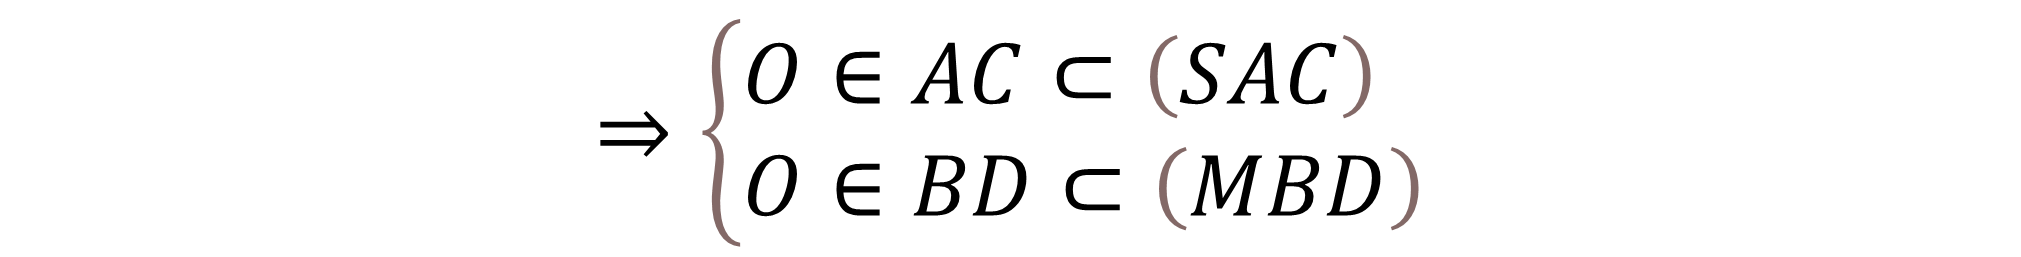 ⇒ { O ∈ AC ⊂ (SAC)
O ∈ BD ⊂ (MBD)